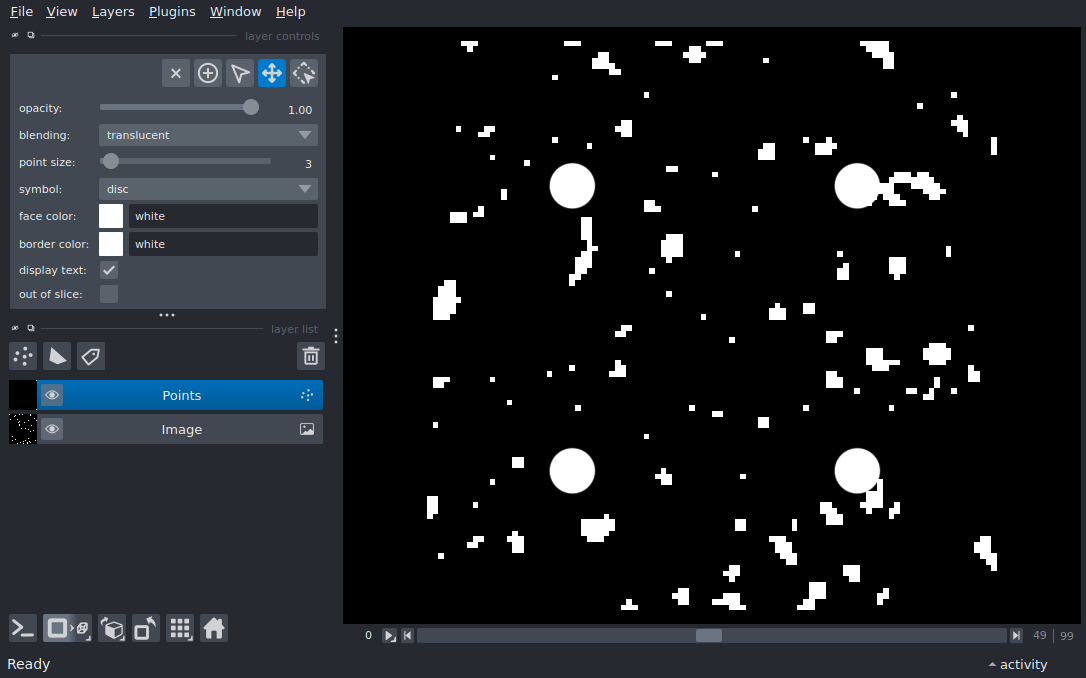 File View Layers Plugins Window Help
layer controls
opacity: 1.00
blending: translucent
point size: 3
symbol: disc
face color: white
border color: white
display text:
out of slice:
layer list
Points
Image
0 49 99
Ready activity